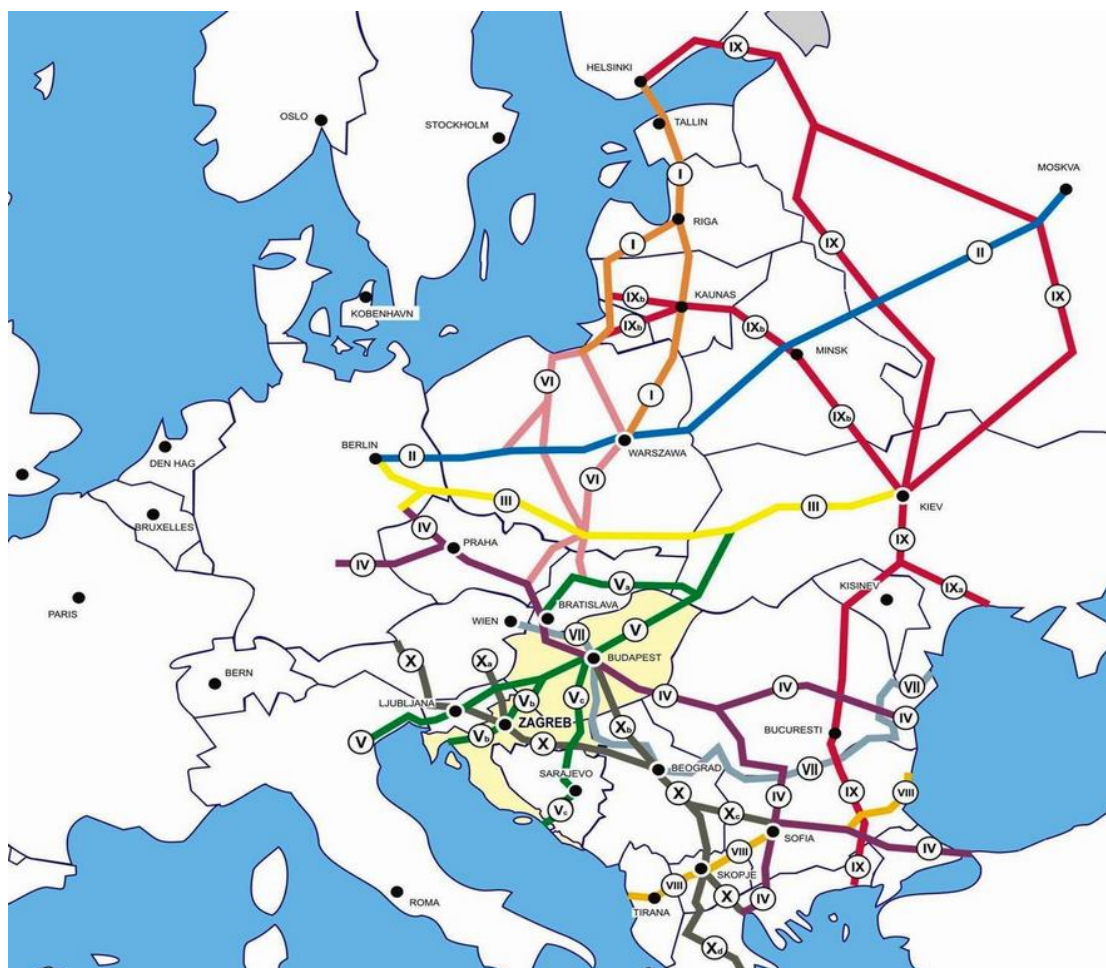 IX
HELSINKI
OSLO
STOCKHOLM
TALLIN
MOSKVA
I
RIGA
I
IX
II
KOBENHAVN
IXb
KAUNAS
IX
IXb
IXb
MINSK
VI
I
IXb
BERLIN
II
WARSZAWA
DEN HAG
VI
III
III
KIEV
BRUXELLES
IV
PRAHA
IX
IV
PARIS
Va
KISINEV
IXa
BRATISLAVA
WIEN
VII
V
X
Xa
BUDAPEST
BERN
VII
IV
IV
LJUBLJANA
Vb
Vc
IV
ZAGREB
Xb
BUCURESTI
V
Vb
X
BEOGRAD
VII
SARAJEVO
X
IV
IX
VIII
Vc
Xc
SOFIA
IV
VIII
IX
SKOPJE
VIII
X
IV
ROMA
TIRANA
Xd